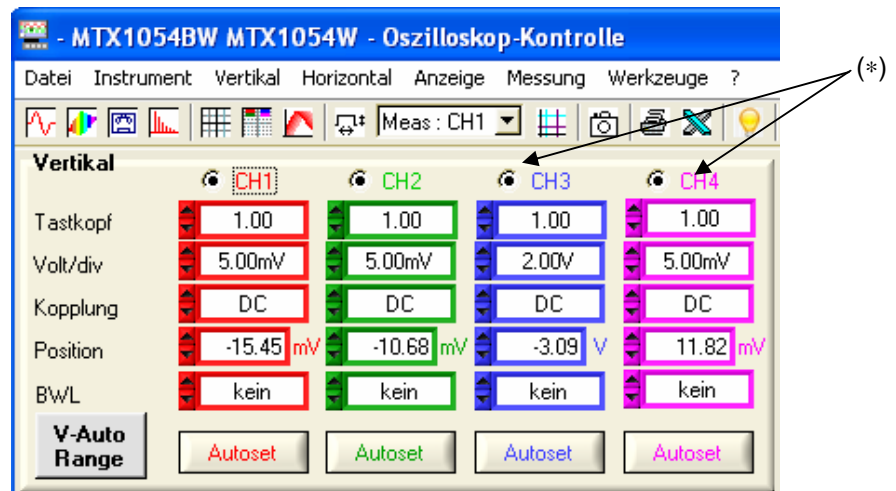 - MTX1054BW MTX1054W - Oszilloskop-Kontrolle
Datei Instrument Vertikal Horizontal Anzeige Messung Werkzeuge ?
(*)
Meas : CH1
Vertikal
CH1 CH2 CH3 CH4
Tastkopf 1.00 1.00 1.00 1.00
Volt/div 5.00mV 5.00mV 2.00V 5.00mV
Kopplung DC DC DC DC
Position -15.45 mV -10.68 mV -3.09 V 11.82 mV
BWL kein kein kein kein
V-Auto
Range Autoset Autoset Autoset Autoset